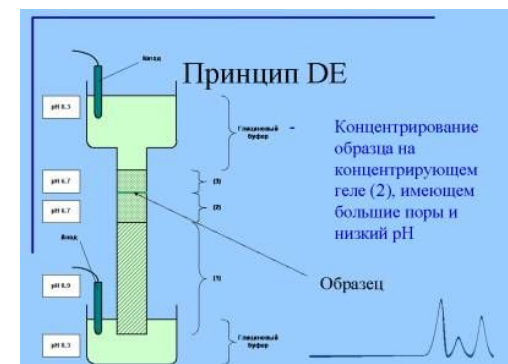 Принцип DE
Катод
pH 8.3
Глициновый
буфер
-
Концентрирование
образца на
концентрирующем
геле (2), имеющем
большие поры и
низкий pH
pH 6.7
(3)
pH 6.7
(2)
Анод
pH 8.9
(1)
Образец
pH 8.3
Глициновый
буфер